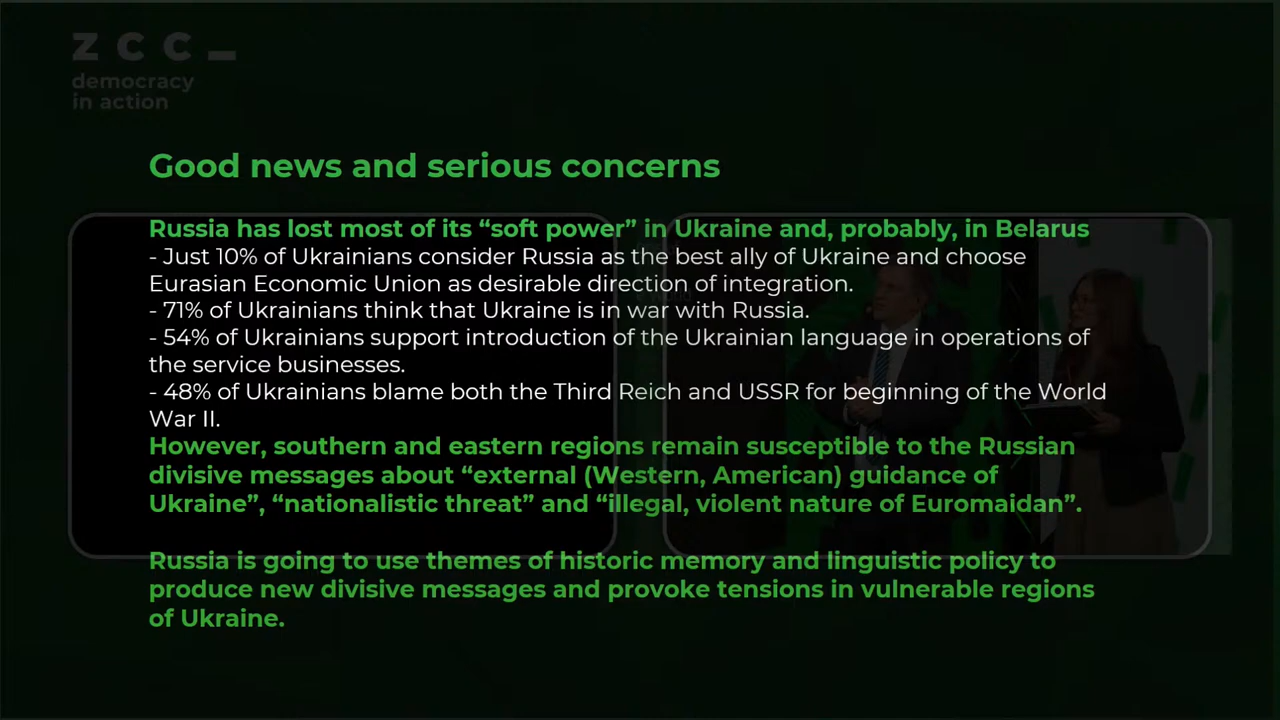 zcc_
democracy
in action
Good news and serious concerns
Russia has lost most of its “soft power” in Ukraine and, probably, in Belarus
- Just 10% of Ukrainians consider Russia as the best ally of Ukraine and choose
Eurasian Economic Union as desirable direction of integration.
- 71% of Ukrainians think that Ukraine is in war with Russia.
- 54% of Ukrainians support introduction of the Ukrainian language in operations of
the service businesses.
- 48% of Ukrainians blame both the Third Reich and USSR for beginning of the World
War II.
However, southern and eastern regions remain susceptible to the Russian
divisive messages about “external (Western, American) guidance of
Ukraine”, “nationalistic threat” and “illegal, violent nature of Euromaidan”.
Russia is going to use themes of historic memory and linguistic policy to
produce new divisive messages and provoke tensions in vulnerable regions
of Ukraine.